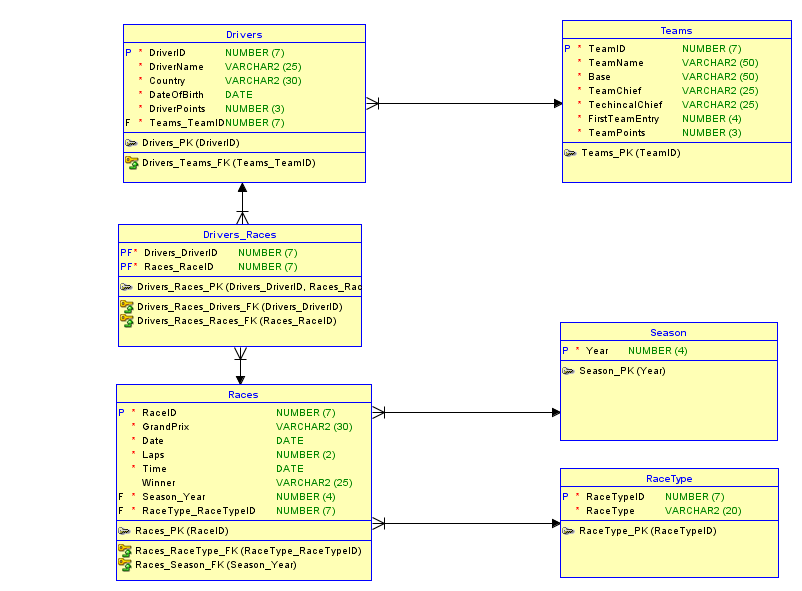 Drivers
P * DriverID NUMBER (7)
* DriverName VARCHAR2 (25)
* Country VARCHAR2 (30)
* DateOfBirth DATE
* DriverPoints NUMBER (3)
F * Teams_TeamID NUMBER (7)
Drivers_PK (DriverID)
Drivers_Teams_FK (Teams_TeamID)
Teams
P * TeamID NUMBER (7)
* TeamName VARCHAR2 (50)
* Base VARCHAR2 (50)
* TeamChief VARCHAR2 (25)
* TechincalChief VARCHAR2 (25)
* FirstTeamEntry NUMBER (4)
* TeamPoints NUMBER (3)
Teams_PK (TeamID)
Drivers_Races
PF* Drivers_DriverID NUMBER (7)
PF* Races_RaceID NUMBER (7)
Drivers_Races_PK (Drivers_DriverID, Races_Rac
Drivers_Races_Drivers_FK (Drivers_DriverID)
Drivers_Races_Races_FK (Races_RaceID)
Season
P * Year NUMBER (4)
Season_PK (Year)
Races
P * RaceID NUMBER (7)
* GrandPrix VARCHAR2 (30)
* Date DATE
* Laps NUMBER (2)
* Time DATE
Winner VARCHAR2 (25)
F * Season_Year NUMBER (4)
F * RaceType_RaceTypeID NUMBER (7)
Races_PK (RaceID)
Races_RaceType_FK (RaceType_RaceTypeID)
Races_Season_FK (Season_Year)
RaceType
P * RaceTypeID NUMBER (7)
* RaceType VARCHAR2 (20)
RaceType_PK (RaceTypeID)